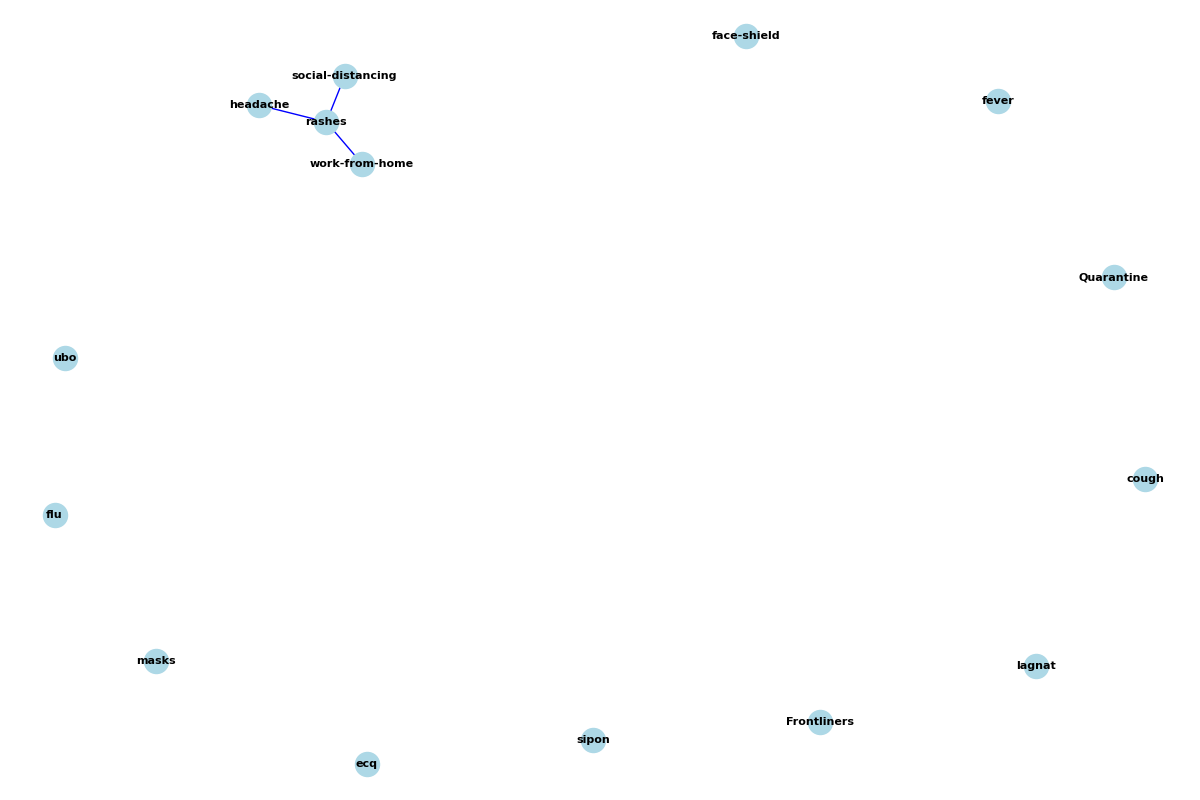 face-shield
social-distancing
fever
headache
rashes
work-from-home
Quarantine
ubo
cough
flu
masks
lagnat
Frontliners
sipon
ecq